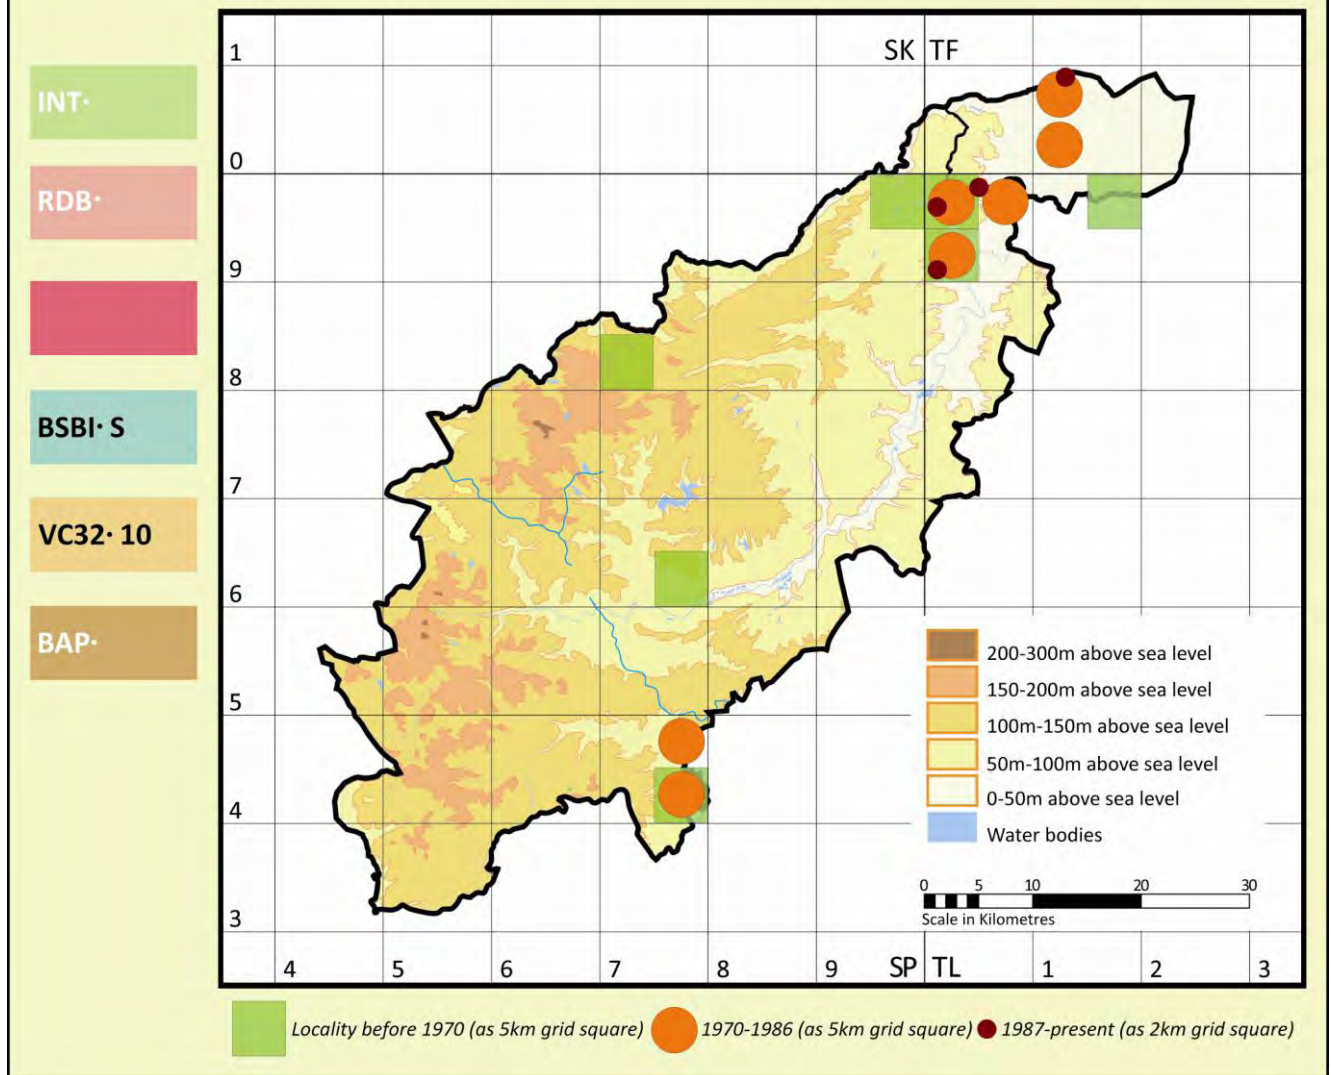 INT·
RDB·
BSBI· S
VC32· 10
BAP·
SK TF
1
0
9
8
7
6
5
4
3
4 5 6 7 8 9 SP TL 1 2 3
200-300m above sea level
150-200m above sea level
100m-150m above sea level
50m-100m above sea level
0-50m above sea level
Water bodies
0 5 10 20 30
Scale in Kilometres
Locality before 1970 (as 5km grid square) 1970-1986 (as 5km grid square) 1987-present (as 2km grid square)